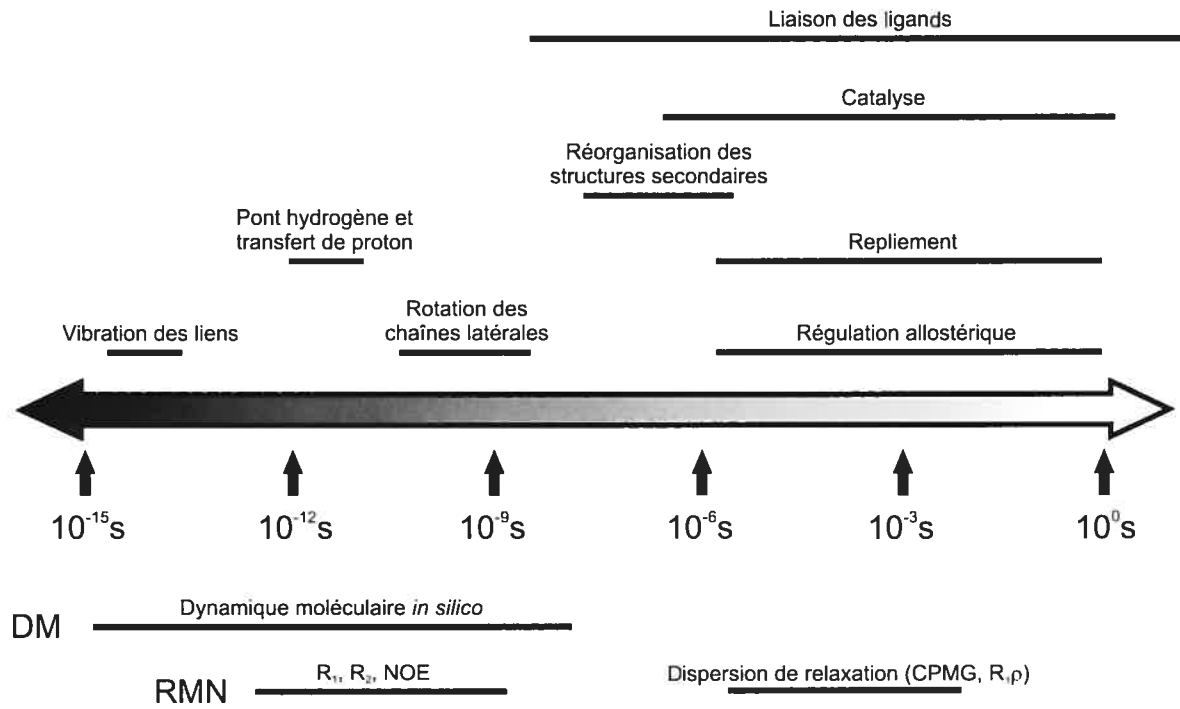 Liaison des ligands
Catalyse
Réorganisation des
structures secondaires
Pont hydrogène et
transfert de proton
Repliement
Rotation des
chaînes latérales
Vibration des liens
Régulation allostérique
10⁻¹⁵s
10⁻¹²s
10⁻⁹s
10⁻⁶s
10⁻³s
10⁰s
DM
Dynamique moléculaire in silico
RMN
R₁, R₂, NOE
Dispersion de relaxation (CPMG, R₁ρ)